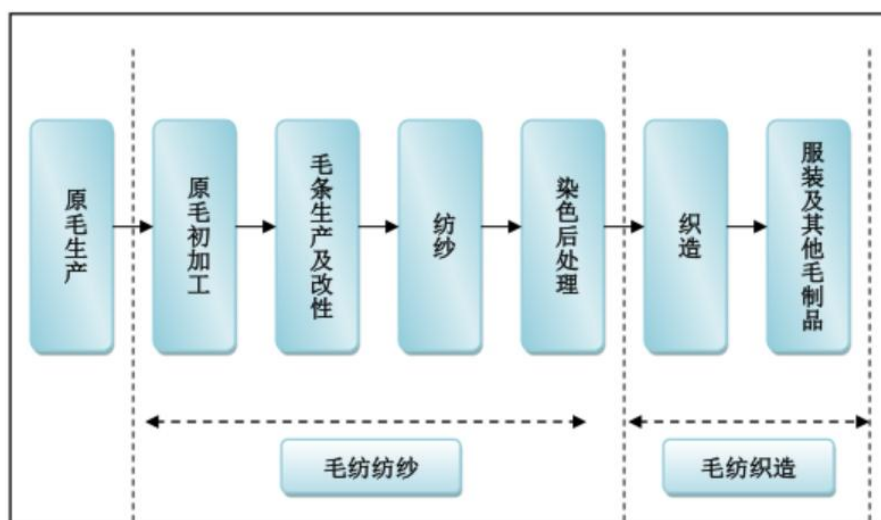 原毛生产
原毛初加工
毛条生产及改性
纺纱
染色后处理
织造
服装及其他毛制品
毛纺纺纱
毛纺织造